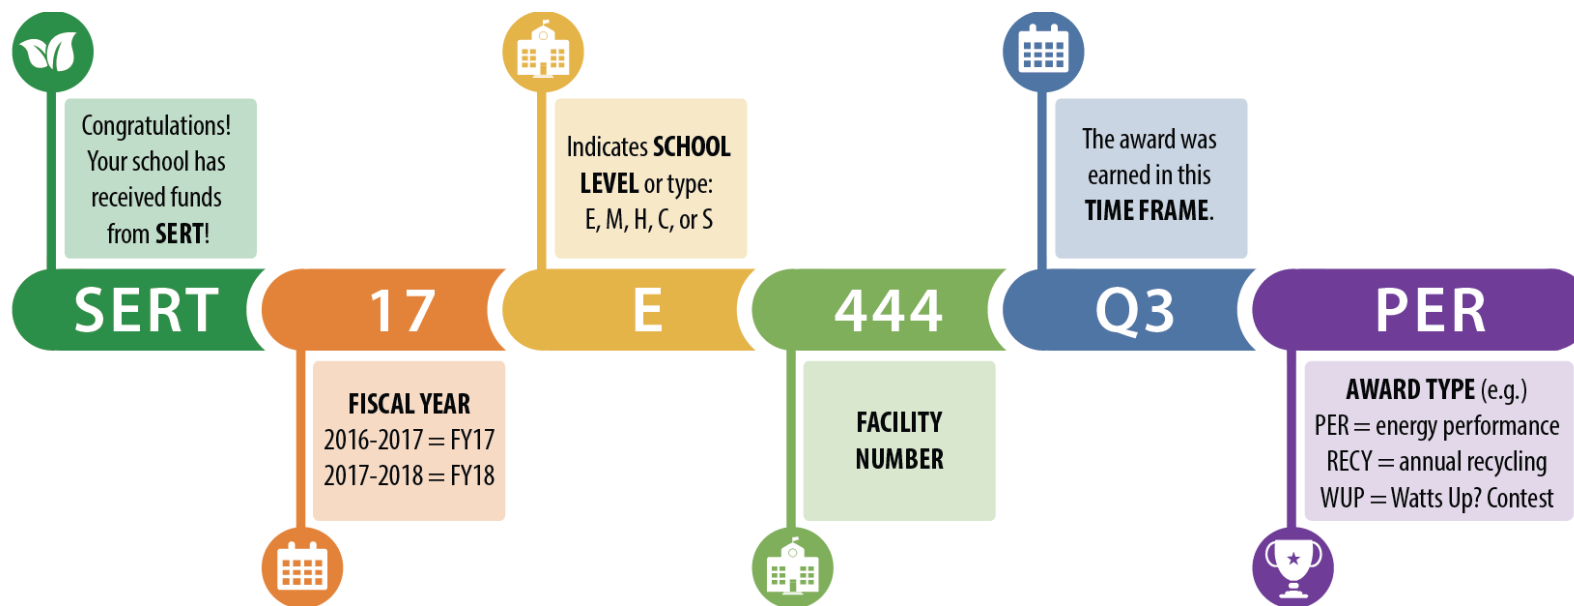 Congratulations!
Your school has
received funds
from SERT!
Indicates SCHOOL
LEVEL or type:
E, M, H, C, or S
The award was
earned in this
TIME FRAME.
SERT
17
E
444
Q3
PER
FISCAL YEAR
2016-2017 = FY17
2017-2018 = FY18
FACILITY
NUMBER
AWARD TYPE (e.g.)
PER = energy performance
RECY = annual recycling
WUP = Watts Up? Contest